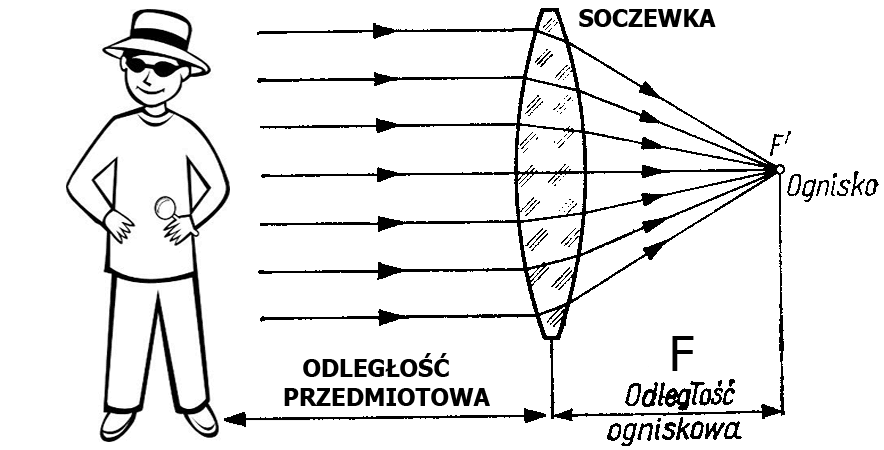 SOCZEWKA
F'
Ognisko
ODLEGŁOŚĆ
PRZEDMIOTOWA
F
Odległość
ogniskowa